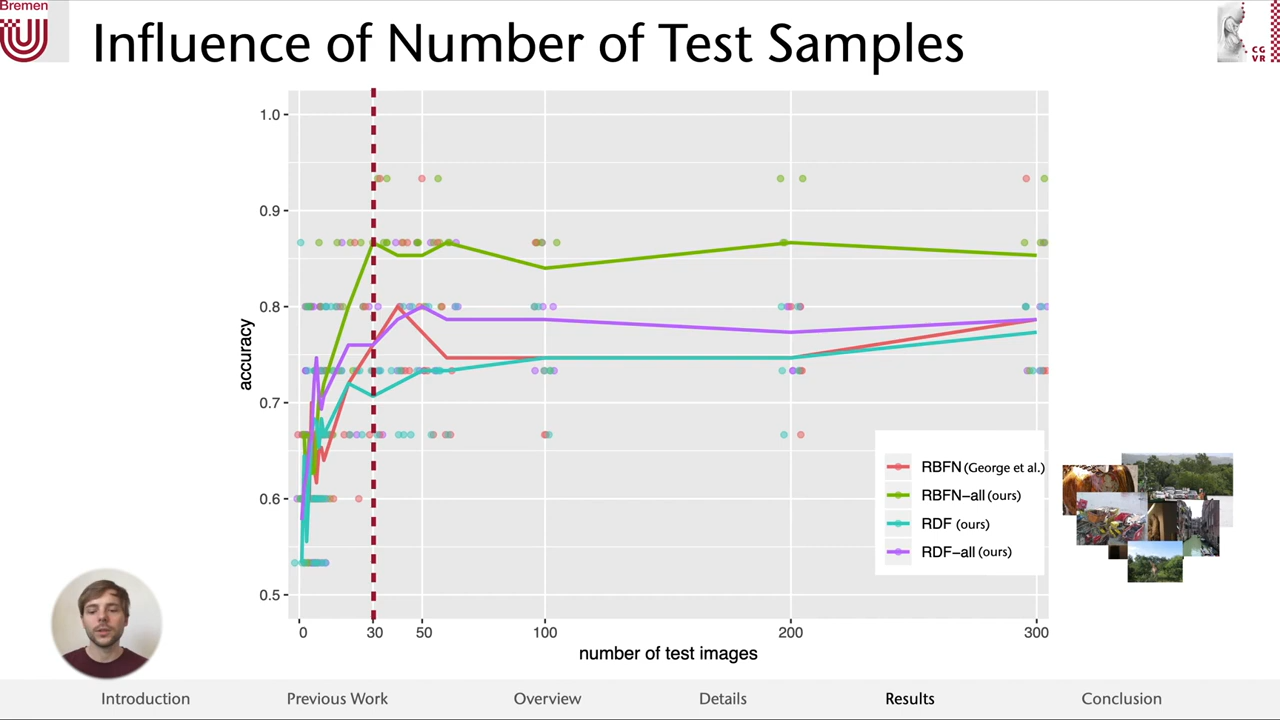 Bremen
Influence of Number of Test Samples
CG
VR
1.0
0.9
0.8
0.7
0.6
0.5
accuracy
0
30
50
100
200
300
number of test images
RBFN (George et al.)
RBFN-all (ours)
RDF (ours)
RDF-all (ours)
Introduction
Previous Work
Overview
Details
Results
Conclusion